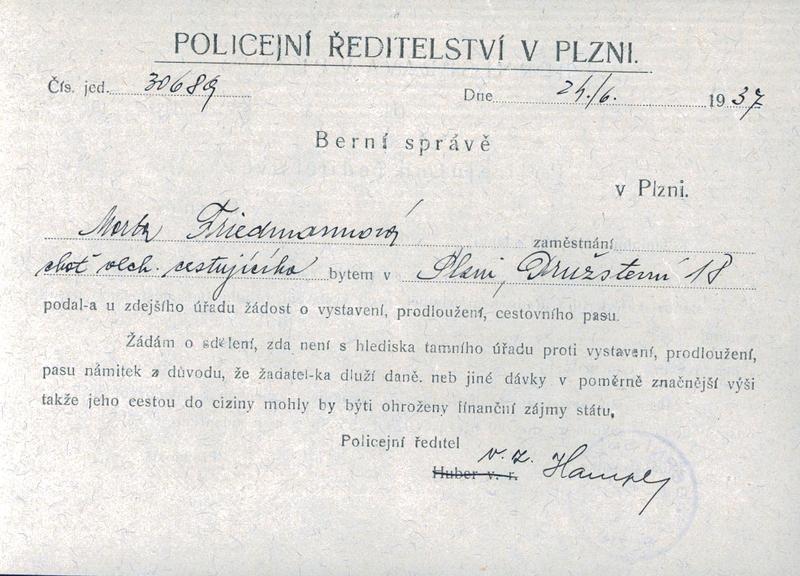 POLICEJNÍ ŘEDITELSTVÍ V PLZNI.
Čís. jed. 30689 Dne 24./6. 1937
Berní správě
v Plzni.
Marta Friedmannová zaměstnání
choť obch. cestujícího bytem v Plzni, Družstevní 18
podal-a u zdejšího úřadu žádost o vystavení, prodloužení, cestovního pasu.
Žádám o sdělení, zda není s hlediska tamního úřadu proti vystavení, prodloužení,
pasu námitek z důvodu, že žadatel-ka dluží daně. neb jiné dávky v poměrně značnější výši
takže jeho cestou do ciziny mohly by býti ohroženy finanční zájmy státu.
Policejní ředitel
v. z.
Huber v. r.